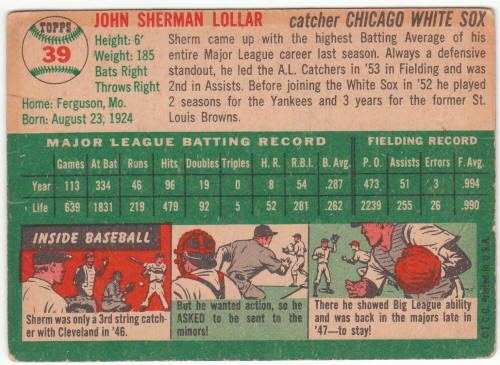 TOPPS
39
JOHN SHERMAN LOLLAR catcher CHICAGO WHITE SOX
Height: 6'
Weight: 185
Bats Right
Throws Right
Home: Ferguson, Mo.
Born: August 23, 1924
Sherm came up with the highest Batting Average of his
entire Major League career last season. Always a defensive
standout, he led the A.L. Catchers in '53 in Fielding and was
2nd in Assists. Before joining the White Sox in '52 he played
2 seasons for the Yankees and 3 years for the former St.
Louis Browns.
MAJOR LEAGUE BATTING RECORD FIELDING RECORD
Games At Bat Runs Hits Doubles Triples H. R. R.B.I. B. Avg. P. O. Assists Errors F. Avg.
Year 113 334 46 96 19 0 8 54 .287 473 51 3 .994
Life 639 1831 219 479 92 5 52 281 .262 2239 255 26 .990
INSIDE BASEBALL
Sherm was only a 3rd string catcher
with Cleveland in '46.
But he wanted action, so he
ASKED to be sent to the
minors!
There he showed Big League ability
and was back in the majors late in
'47—to stay!
© T. C. G. PRINTED IN U.S.A.